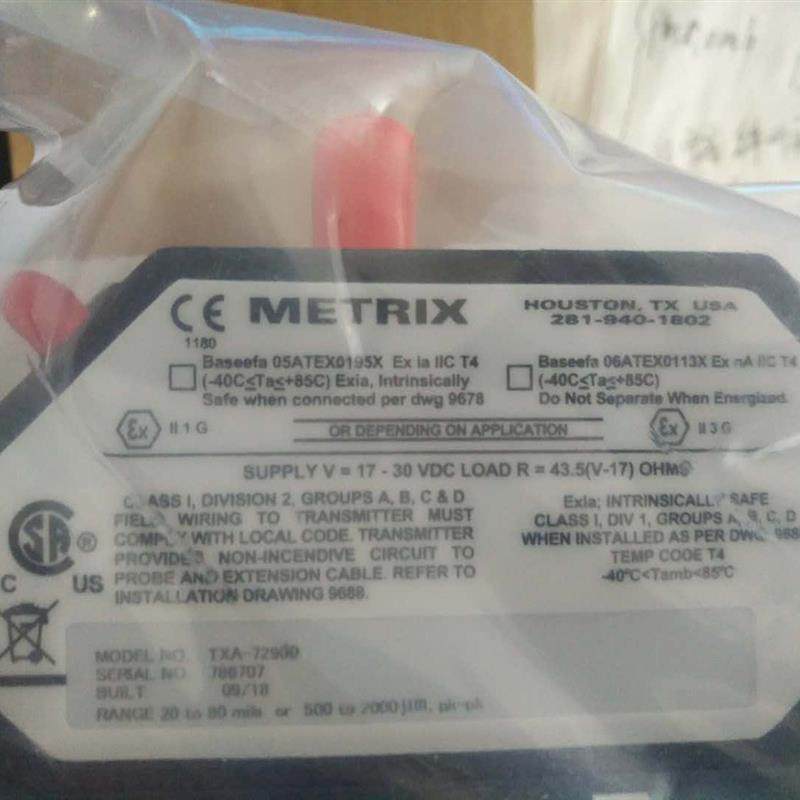 CE METRIX
HOUSTON, TX USA
281-940-1802
1180
Baseefa 05ATEX0195X Ex ia IIC T4
(-40C≤Ta≤+85C) Exia, Intrinsically
Safe when connected per dwg 9678
Baseefa 06ATEX0113X Ex nA IIC T4
(-40C≤Ta≤+85C)
Do Not Separate When Energized.
Ex II 1 G
OR DEPENDING ON APPLICATION
Ex II 3 G
SUPPLY V = 17 - 30 VDC LOAD R = 43.5(V-17) OHMS
CLASS I, DIVISION 2, GROUPS A, B, C & D
FIELD WIRING TO TRANSMITTER MUST
COMPLY WITH LOCAL CODE. TRANSMITTER
PROVIDES NON-INCENDIVE CIRCUIT TO
PROBE AND EXTENSION CABLE. REFER TO
INSTALLATION DRAWING 9688.
Exia; INTRINSICALLY SAFE
CLASS I, DIV 1, GROUPS A, B, C, D
WHEN INSTALLED AS PER DWG
TEMP CODE T4
-40°C<Tamb<85°C
SA ®
C US
MODEL NO. TXA-72900
SERIAL NO 786707
BUILT 09/18
RANGE 20 to 80 mils or 500 to 2000 µm, pk-pk